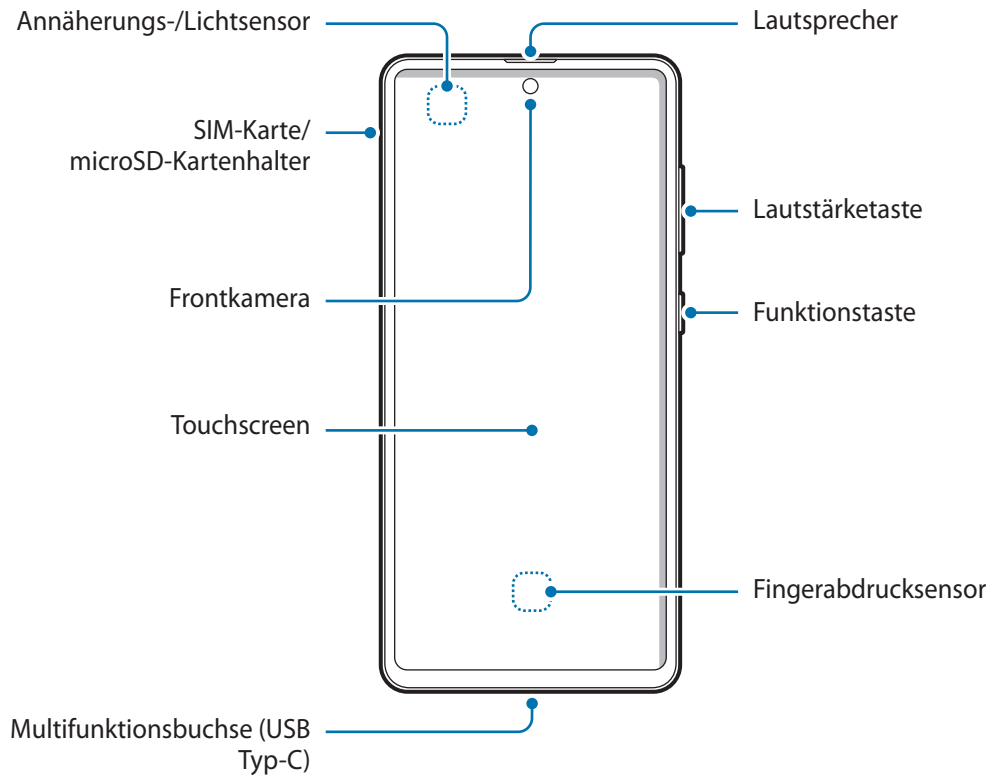 Annäherungs-/Lichtsensor
Lautsprecher
SIM-Karte/
microSD-Kartenhalter
Lautstärketaste
Frontkamera
Funktionstaste
Touchscreen
Fingerabdrucksensor
Multifunktionsbuchse (USB
Typ-C)